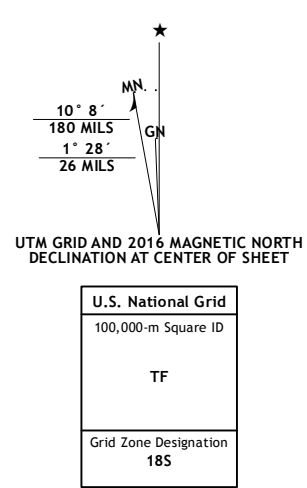 ★
MN
10° 8´
180 MILS
GN
1° 28´
26 MILS
UTM GRID AND 2016 MAGNETIC NORTH
DECLINATION AT CENTER OF SHEET
U.S. National Grid
100,000-m Square ID
TF
Grid Zone Designation
18S